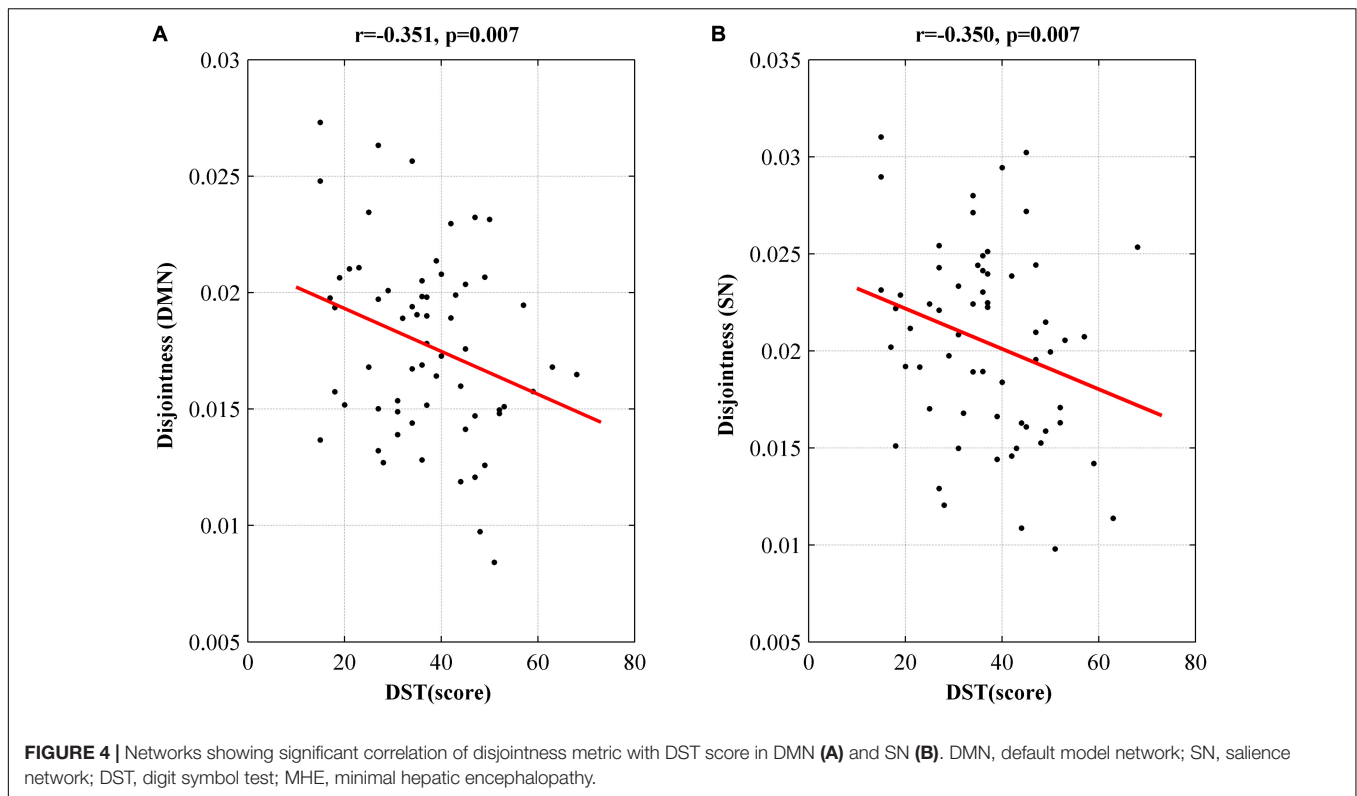 A
r=-0.351, p=0.007
0.03
0.025
0.02
0.015
0.01
0.005
Disjointness (DMN)
0 20 40 60 80
DST(score)
B
r=-0.350, p=0.007
0.035
0.03
0.025
0.02
0.015
0.01
0.005
Disjointness (SN)
0 20 40 60 80
DST(score)
FIGURE 4 | Networks showing significant correlation of disjointness metric with DST score in DMN (A) and SN (B). DMN, default model network; SN, salience
network; DST, digit symbol test; MHE, minimal hepatic encephalopathy.